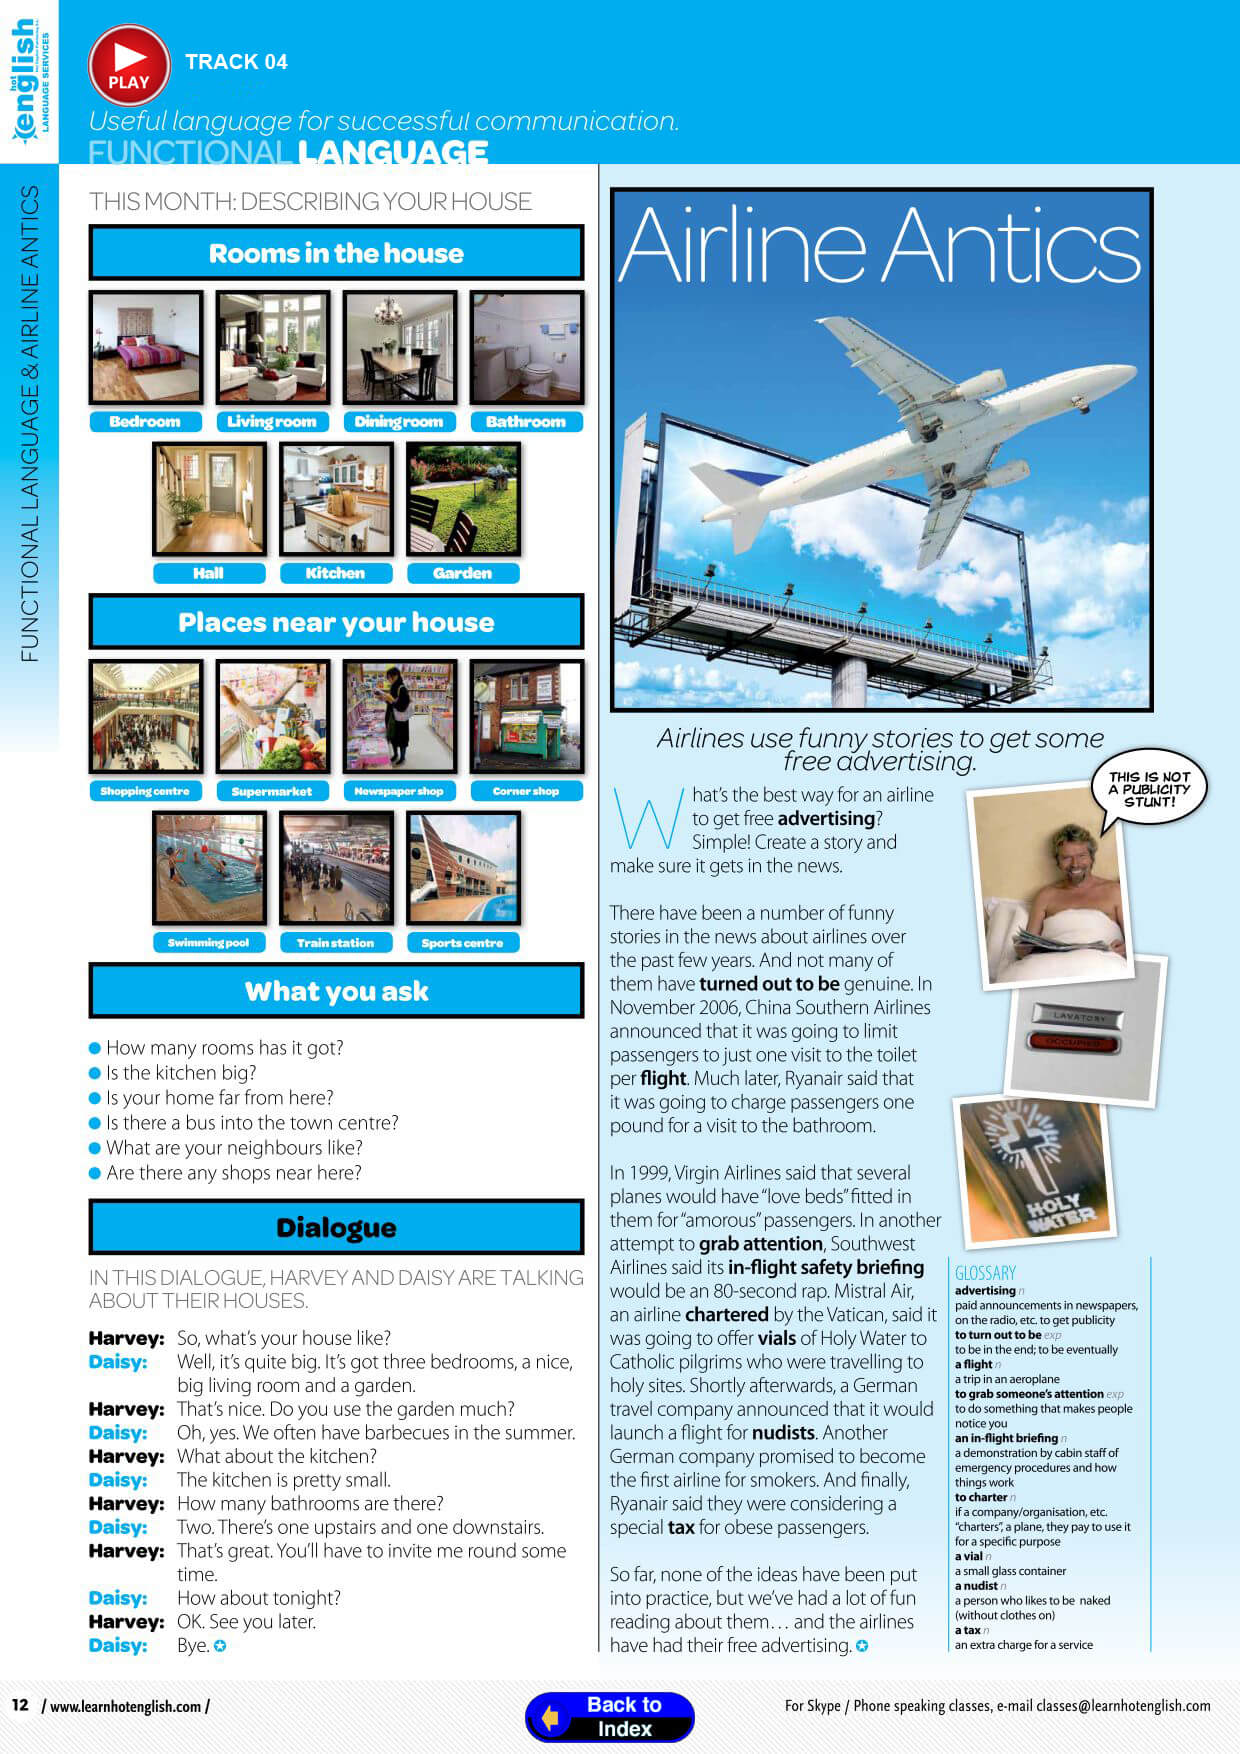 hot
english
LANGUAGE SERVICES
FUNCTIONAL LANGUAGE & AIRLINE ANTICS
PLAY
TRACK 04
Useful language for successful communication.
FUNCTIONAL LANGUAGE
THIS MONTH: DESCRIBING YOUR HOUSE
Rooms in the house
Bedroom
Living room
Dining room
Bathroom
Hall
Kitchen
Garden
Places near your house
Shopping centre
Supermarket
Newspaper shop
Corner shop
Swimming pool
Train station
Sports centre
What you ask
How many rooms has it got?
Is the kitchen big?
Is your home far from here?
Is there a bus into the town centre?
What are your neighbours like?
Are there any shops near here?
Dialogue
IN THIS DIALOGUE, HARVEY AND DAISY ARE TALKING
ABOUT THEIR HOUSES.
Harvey: So, what's your house like?
Daisy: Well, it's quite big. It's got three bedrooms, a nice,
big living room and a garden.
Harvey: That's nice. Do you use the garden much?
Daisy: Oh, yes. We often have barbecues in the summer.
Harvey: What about the kitchen?
Daisy: The kitchen is pretty small.
Harvey: How many bathrooms are there?
Daisy: Two. There's one upstairs and one downstairs.
Harvey: That's great. You'll have to invite me round some
time.
Daisy: How about tonight?
Harvey: OK. See you later.
Daisy: Bye.
Airline Antics
Airlines use funny stories to get some
free advertising.
What's the best way for an airline
to get free advertising?
Simple! Create a story and
make sure it gets in the news.
There have been a number of funny
stories in the news about airlines over
the past few years. And not many of
them have turned out to be genuine. In
November 2006, China Southern Airlines
announced that it was going to limit
passengers to just one visit to the toilet
per flight. Much later, Ryanair said that
it was going to charge passengers one
pound for a visit to the bathroom.
In 1999, Virgin Airlines said that several
planes would have "love beds" fitted in
them for "amorous" passengers. In another
attempt to grab attention, Southwest
Airlines said its in-flight safety briefing
would be an 80-second rap. Mistral Air,
an airline chartered by the Vatican, said it
was going to offer vials of Holy Water to
Catholic pilgrims who were travelling to
holy sites. Shortly afterwards, a German
travel company announced that it would
launch a flight for nudists. Another
German company promised to become
the first airline for smokers. And finally,
Ryanair said they were considering a
special tax for obese passengers.
So far, none of the ideas have been put
into practice, but we've had a lot of fun
reading about them... and the airlines
have had their free advertising.
THIS IS NOT
A PUBLICITY
STUNT!
LAVATORY
OCCUPIED
HOLY
WATER
GLOSSARY
advertising n
paid announcements in newspapers,
on the radio, etc. to get publicity
to turn out to be exp
to be in the end; to be eventually
a flight n
a trip in an aeroplane
to grab someone's attention exp
to do something that makes people
notice you
an in-flight briefing n
a demonstration by cabin staff of
emergency procedures and how
things work
to charter n
if a company/organisation, etc.
"charters", a plane, they pay to use it
for a specific purpose
a vial n
a small glass container
a nudist n
a person who likes to be naked
(without clothes on)
a tax n
an extra charge for a service
12 / www.learnhotenglish.com /
Back to
Index
For Skype / Phone speaking classes, e-mail classes@learnhotenglish.com